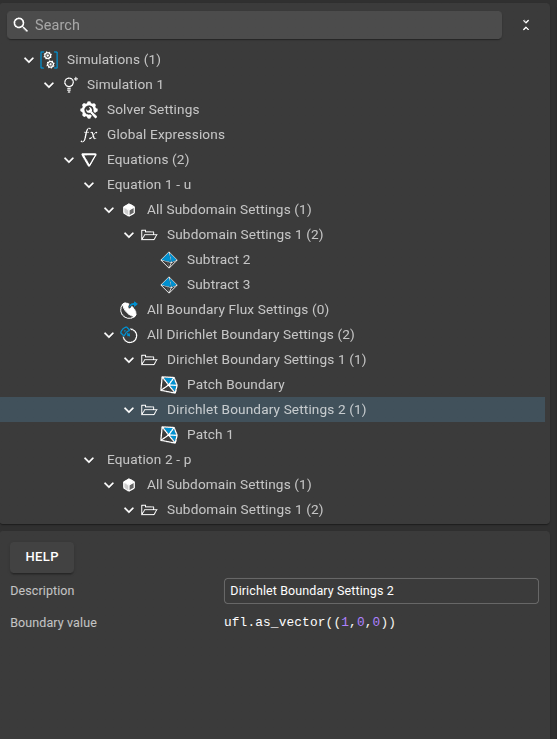 Search
Simulations (1)
Simulation 1
Solver Settings
fx Global Expressions
Equations (2)
Equation 1 - u
All Subdomain Settings (1)
Subdomain Settings 1 (2)
Subtract 2
Subtract 3
All Boundary Flux Settings (0)
All Dirichlet Boundary Settings (2)
Dirichlet Boundary Settings 1 (1)
Patch Boundary
Dirichlet Boundary Settings 2 (1)
Patch 1
Equation 2 - p
All Subdomain Settings (1)
Subdomain Settings 1 (2)
HELP
Description Dirichlet Boundary Settings 2
Boundary value ufl.as_vector((1,0,0))